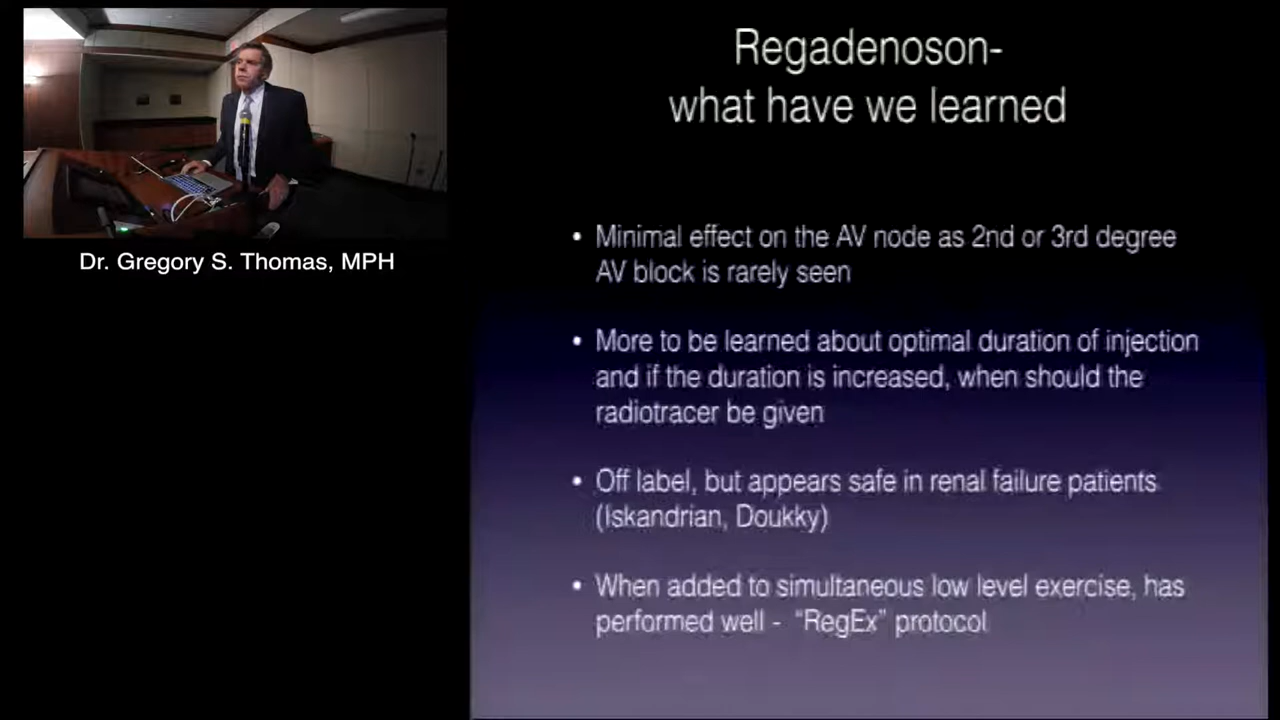 Regadenoson-
what have we learned
Dr. Gregory S. Thomas, MPH
• Minimal effect on the AV node as 2nd or 3rd degree
AV block is rarely seen
• More to be learned about optimal duration of injection
and if the duration is increased, when should the
radiotracer be given
• Off label, but appears safe in renal failure patients
(Iskandrian, Doukky)
• When added to simultaneous low level exercise, has
performed well - “RegEx” protocol